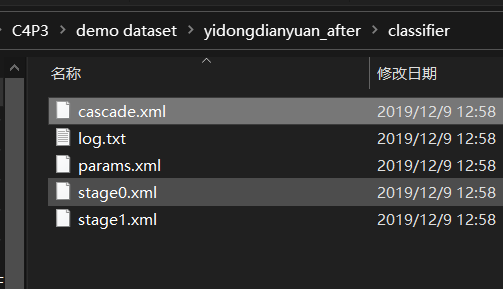 C4P3 > demo dataset > yidongdianyuan_after > classifier
名称 修改日期
cascade.xml 2019/12/9 12:58
log.txt 2019/12/9 12:58
params.xml 2019/12/9 12:58
stage0.xml 2019/12/9 12:58
stage1.xml 2019/12/9 12:58